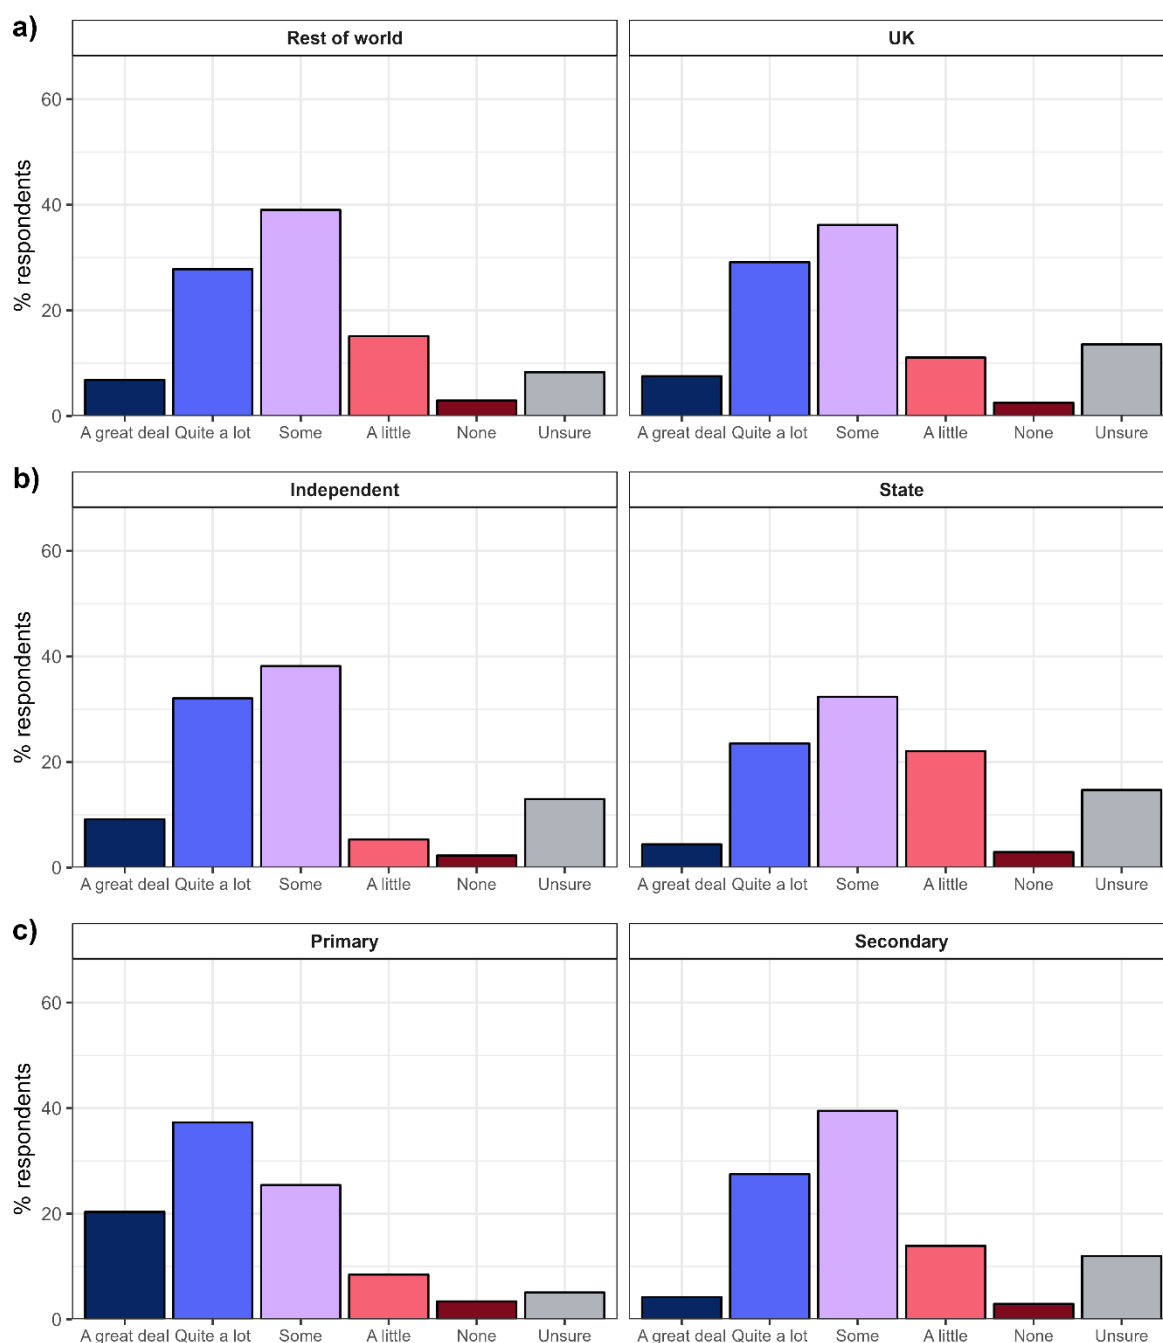 a)
Rest of world
UK
% respondents
60
40
20
0
A great deal Quite a lot Some A little None Unsure
A great deal Quite a lot Some A little None Unsure
b)
Independent
State
% respondents
60
40
20
0
A great deal Quite a lot Some A little None Unsure
A great deal Quite a lot Some A little None Unsure
c)
Primary
Secondary
% respondents
60
40
20
0
A great deal Quite a lot Some A little None Unsure
A great deal Quite a lot Some A little None Unsure